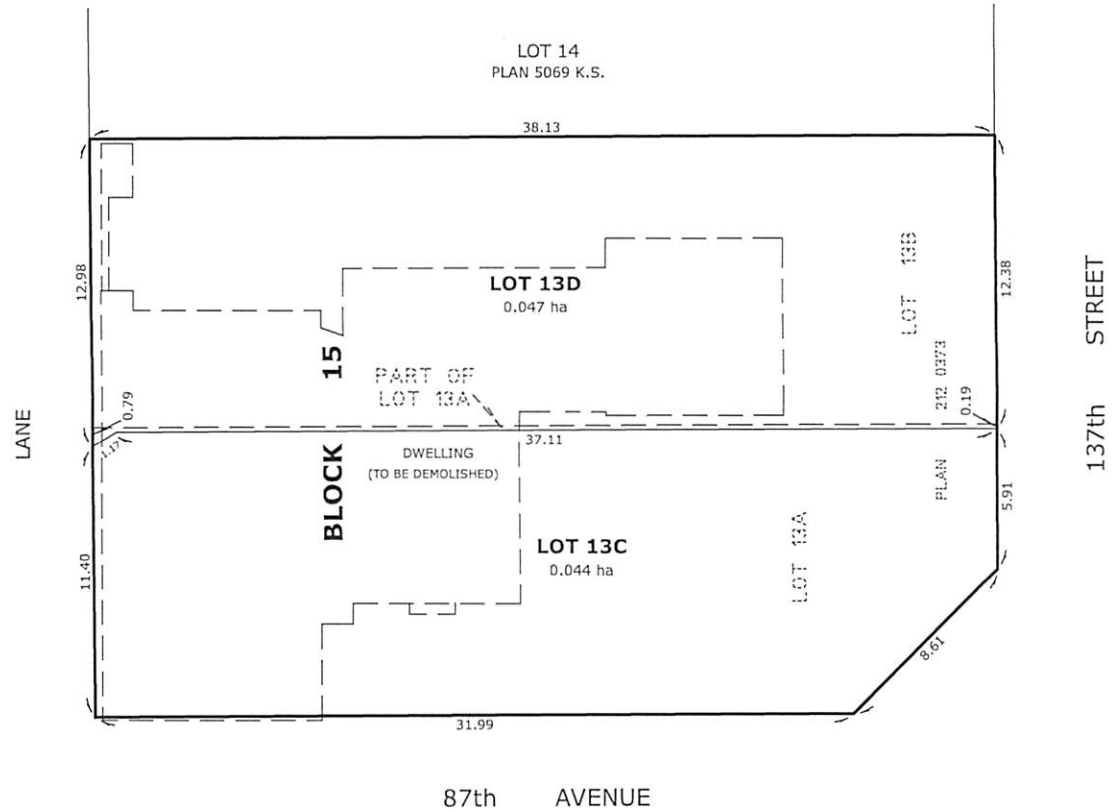 LOT 14
PLAN 5069 K.S.
38.13
12.98
LOT 13D
0.047 ha
LOT 13B
12.38
137th STREET
BLOCK 15
PART OF
LOT 13A
PLAN 212 0373
0.19
0.79
1.17
37.11
LANE
DWELLING
(TO BE DEMOLISHED)
5.91
LOT 13C
0.044 ha
LOT 13A
11.40
8.61
31.99
87th AVENUE